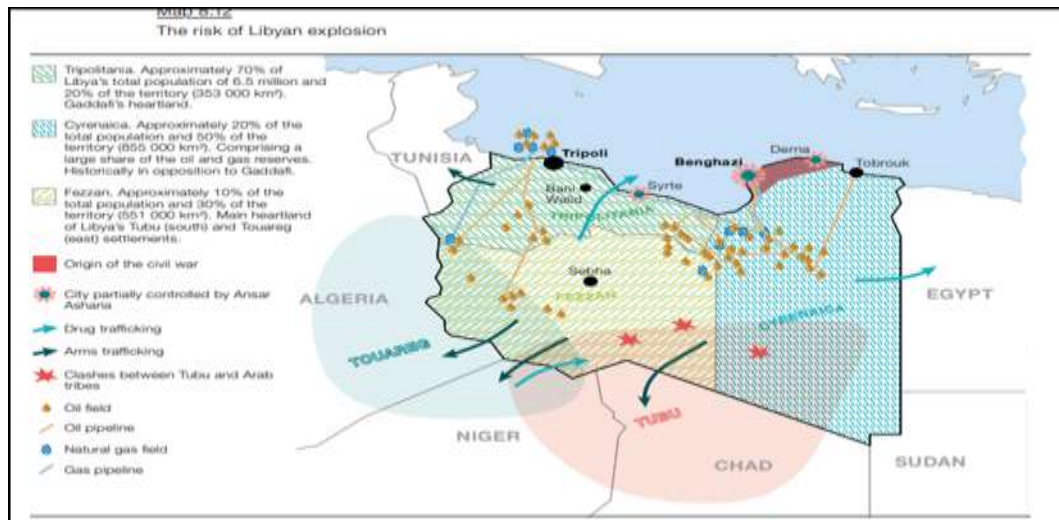 Map 8.12
The risk of Libyan explosion
Tripolitania. Approximately 70% of
Libya's total population of 6.5 million and
20% of the territory (353 000 km²).
Gaddafi's heartland.
Cyrenaica. Approximately 20% of the
total population and 50% of the
territory (855 000 km²). Comprising a
large share of the oil and gas reserves.
Historically in opposition to Gaddafi.
Fezzan. Approximately 10% of the
total population and 30% of the
territory (551 000 km²). Main heartland
of Libya's Tubu (south) and Touareg
(east) settlements.
Origin of the civil war
City partially controlled by Ansar
Asharia
Drug trafficking
Arms trafficking
Clashes between Tubu and Arab
tribes
Oil field
Oil pipeline
Natural gas field
Gas pipeline
TUNISIA
Tripoli
Bani
Walid
Syrte
TRIPOLITANIA
Benghazi
Derna
Tobrouk
ALGERIA
Sebha
FEZZAN
CYRENAICA
EGYPT
TOUAREG
TUBU
NIGER
CHAD
SUDAN